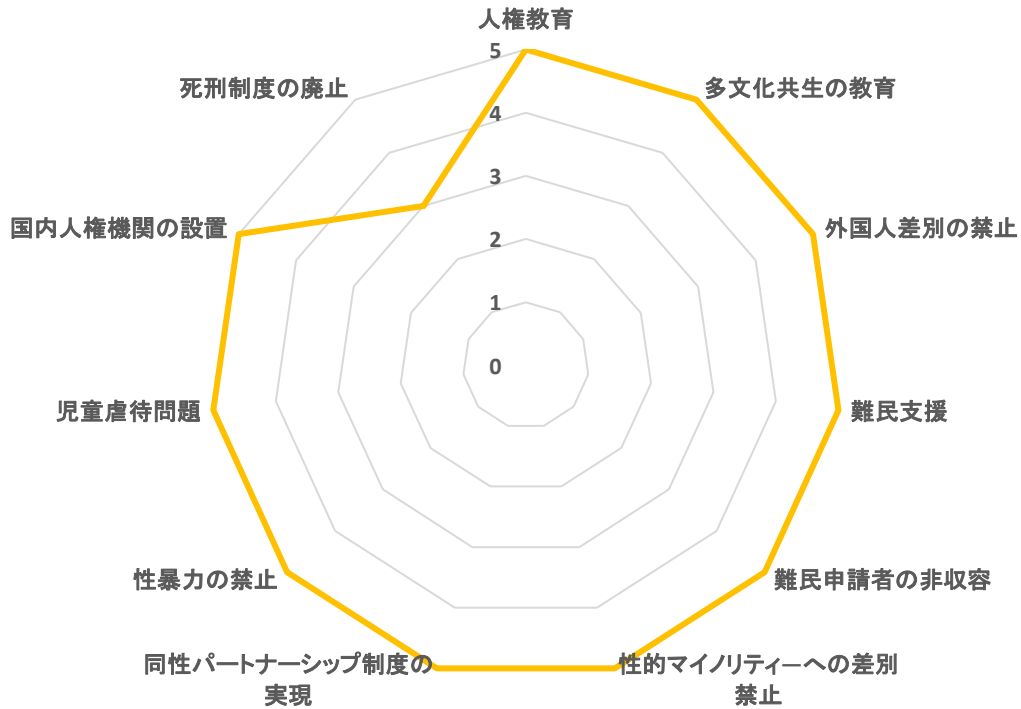 人権教育
5
死刑制度の廃止
多文化共生の教育
4
3
国内人権機関の設置
外国人差別の禁止
2
1
0
児童虐待問題
難民支援
性暴力の禁止
難民申請者の非収容
同性パートナーシップ制度の
実現
性的マイノリティーへの差別
禁止